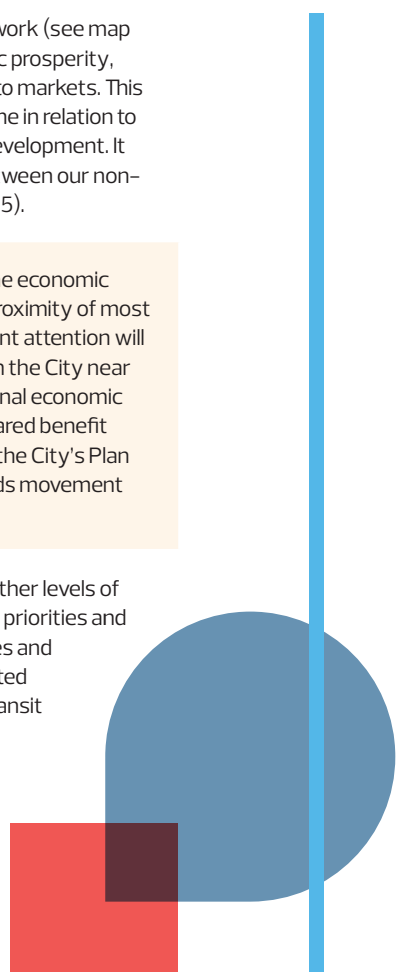 work (see map
c prosperity,
to markets. This
ne in relation to
evelopment. It
ween our non-
5).
e economic
roximity of most
nt attention will
n the City near
nal economic
ared benefit
the City's Plan
ds movement
ther levels of
priorities and
es and
ted
ansit